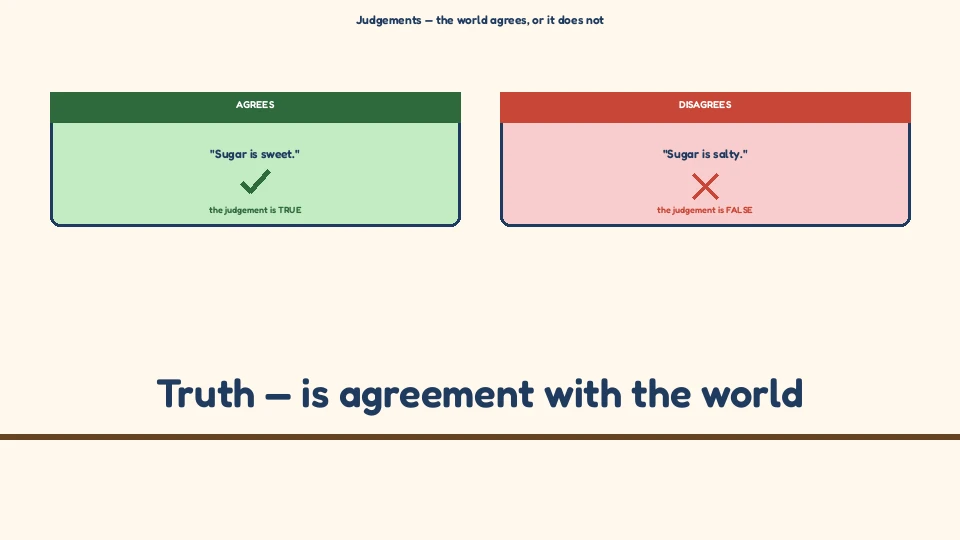 Judgements — the world agrees, or it does not
AGREES
"Sugar is sweet."
the judgement is TRUE
DISAGREES
"Sugar is salty."
the judgement is FALSE
Truth — is agreement with the world